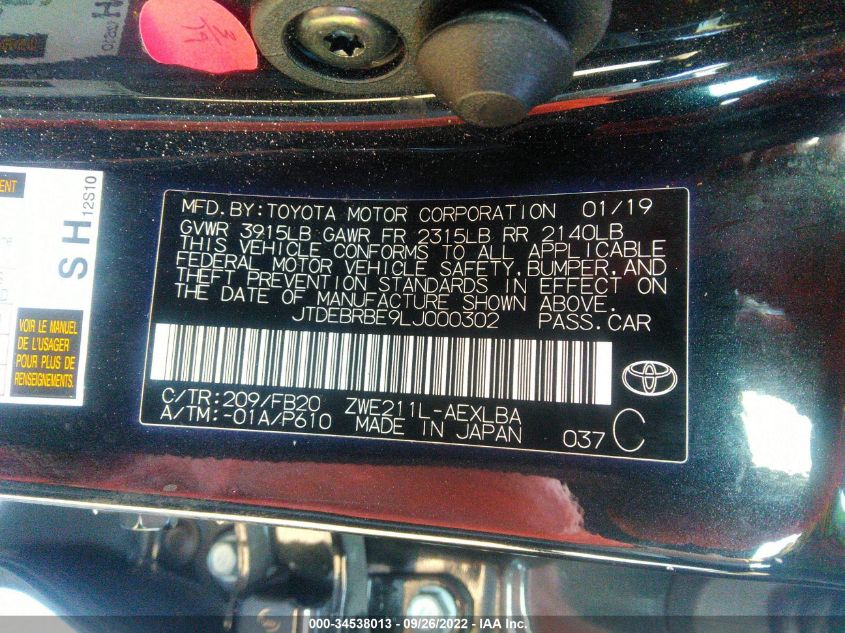 MFD.BY:TOYOTA MOTOR CORPORATION 01/19
GVWR 3915LB GAWR FR 2315LB RR 2140LB
THIS VEHICLE CONFORMS TO ALL APPLICABLE
FEDERAL MOTOR VEHICLE SAFETY,BUMPER,AND
THEFT PREVENTION STANDARDS IN EFFECT ON
THE DATE OF MANUFACTURE SHOWN ABOVE.
JTDEBRBE9LJ000302 PASS.CAR
C/TR:209/FB20 ZWE211L-AEXLBA
A/TM:-01A/P610 MADE IN JAPAN 037 C
SH
12S10
VOIR LE MANUEL
DE L'USAGER
POUR PLUS DE
RENSEIGNEMENTS.
000-34538013 - 09/26/2022 - IAA Inc.